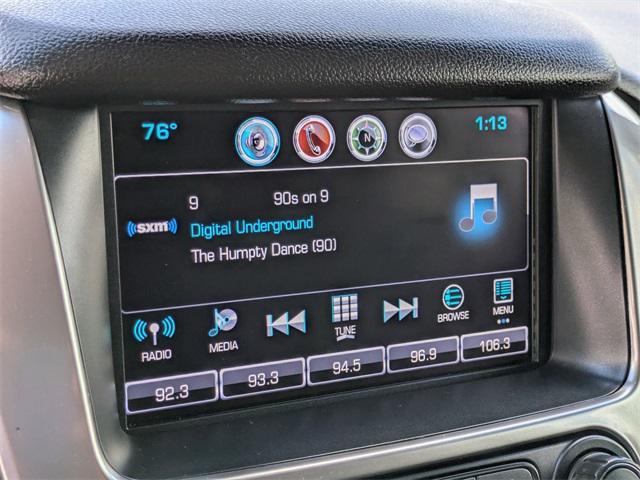 76° N 1:13
9 90s on 9
((sxm))
Digital Underground
The Humpty Dance (90)
RADIO MEDIA TUNE BROWSE MENU
92.3 93.3 94.5 96.9 106.3